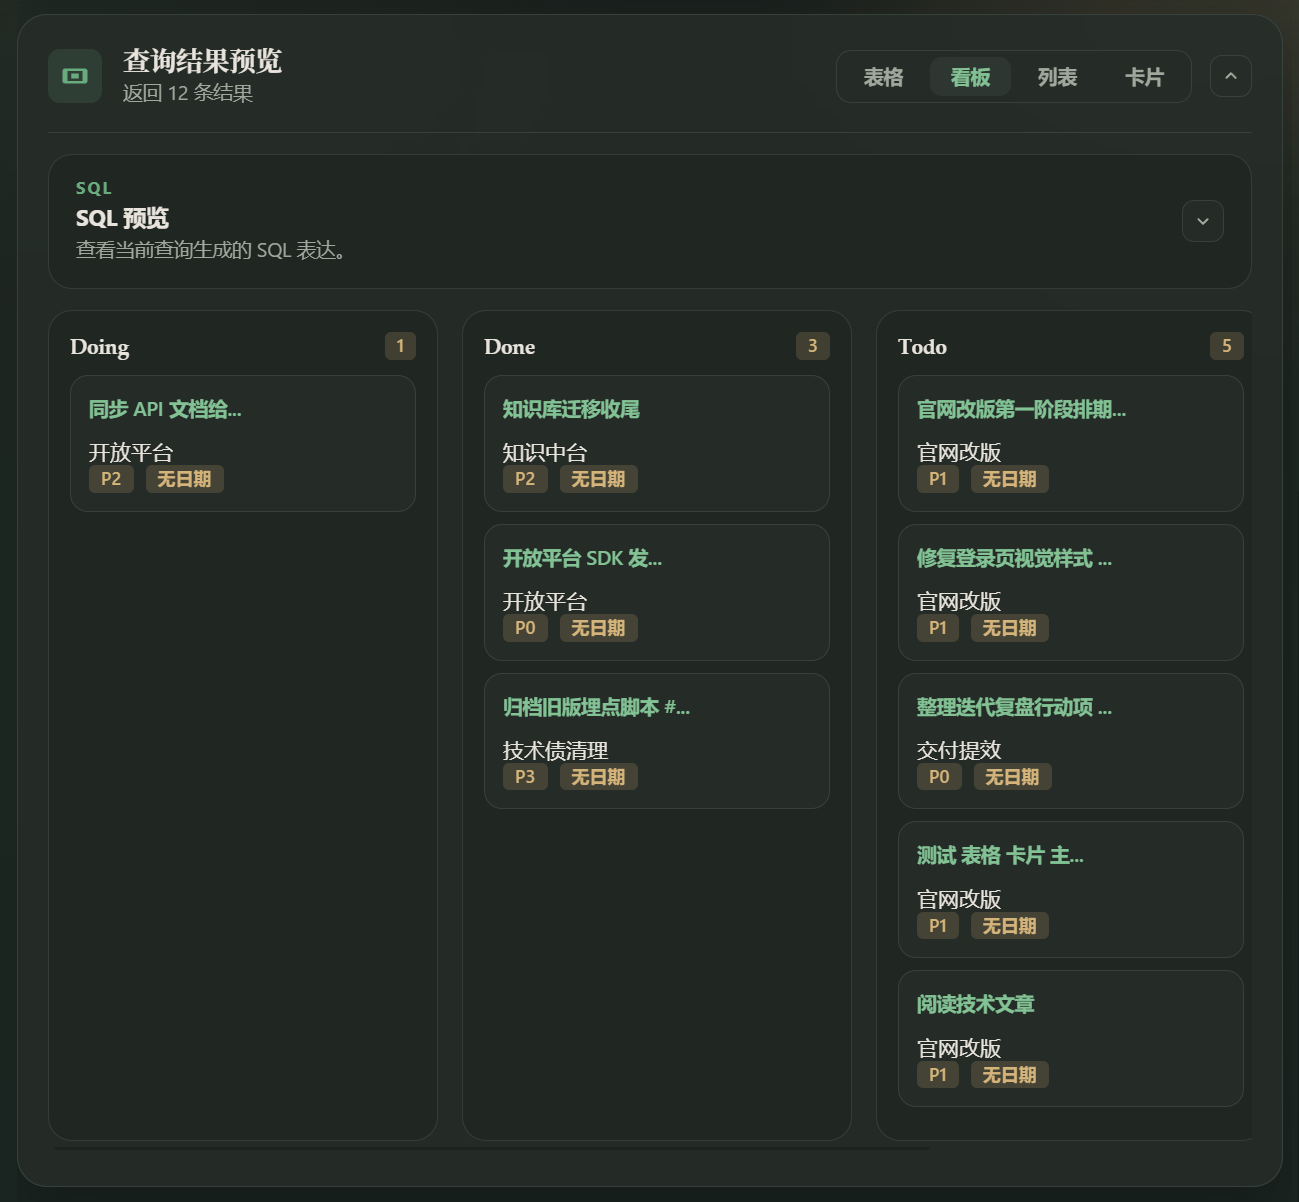 查询结果预览
返回 12 条结果
表格
看板
列表
卡片
SQL
SQL 预览
查看当前查询生成的 SQL 表达。
Doing
1
同步 API 文档给...
开放平台
P2
无日期
Done
3
知识库迁移收尾
知识中台
P2
无日期
开放平台 SDK 发...
开放平台
P0
无日期
归档旧版埋点脚本 #...
技术债清理
P3
无日期
Todo
5
官网改版第一阶段排期...
官网改版
P1
无日期
修复登录页视觉样式 ...
官网改版
P1
无日期
整理迭代复盘行动项 ...
交付提效
P0
无日期
测试 表格 卡片 主...
官网改版
P1
无日期
阅读技术文章
官网改版
P1
无日期